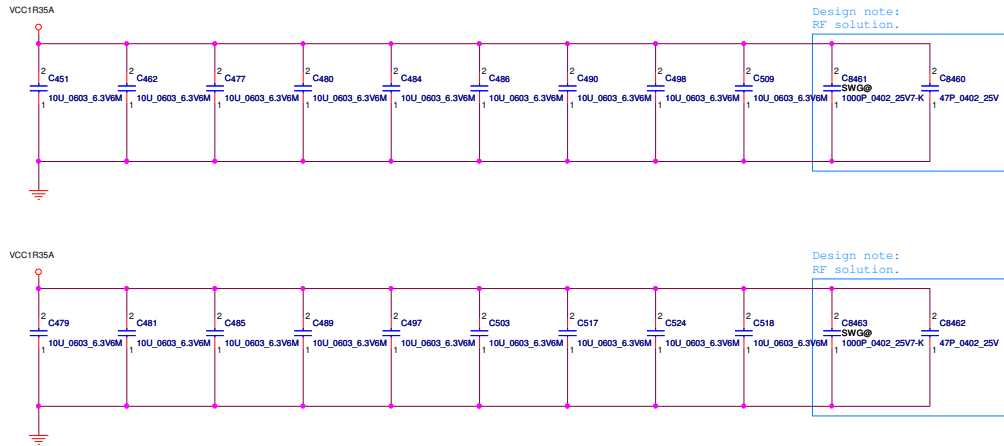 VCC1R35A
Design note:
RF solution.
2 2 2 2 2 2 2 2 2 2 2
C451 C462 C477 C480 C484 C486 C490 C498 C509 C8461 C8460
SWG@
10U_0603_6.3V6M 10U_0603_6.3V6M 10U_0603_6.3V6M 10U_0603_6.3V6M 10U_0603_6.3V6M 10U_0603_6.3V6M 10U_0603_6.3V6M 10U_0603_6.3V6M 10U_0603_6.3V6M 1000P_0402_25V7-K 47P_0402_25V
1 1 1 1 1 1 1 1 1 1 1
VCC1R35A
Design note:
RF solution.
2 2 2 2 2 2 2 2 2 2 2
C479 C481 C485 C489 C497 C503 C517 C524 C518 C8463 C8462
SWG@
10U_0603_6.3V6M 10U_0603_6.3V6M 10U_0603_6.3V6M 10U_0603_6.3V6M 10U_0603_6.3V6M 10U_0603_6.3V6M 10U_0603_6.3V6M 10U_0603_6.3V6M 10U_0603_6.3V6M 1000P_0402_25V7-K 47P_0402_25V
1 1 1 1 1 1 1 1 1 1 1